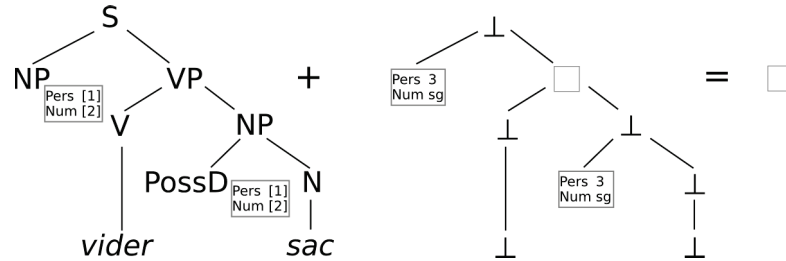 S
NP VP + ⊥ =
Pers [1]
Num [2]
Pers 3
Num sg
V NP ⊥ ⊥
PossD N
Pers [1]
Num [2]
Pers 3
Num sg
⊥
vider sac ⊥ ⊥